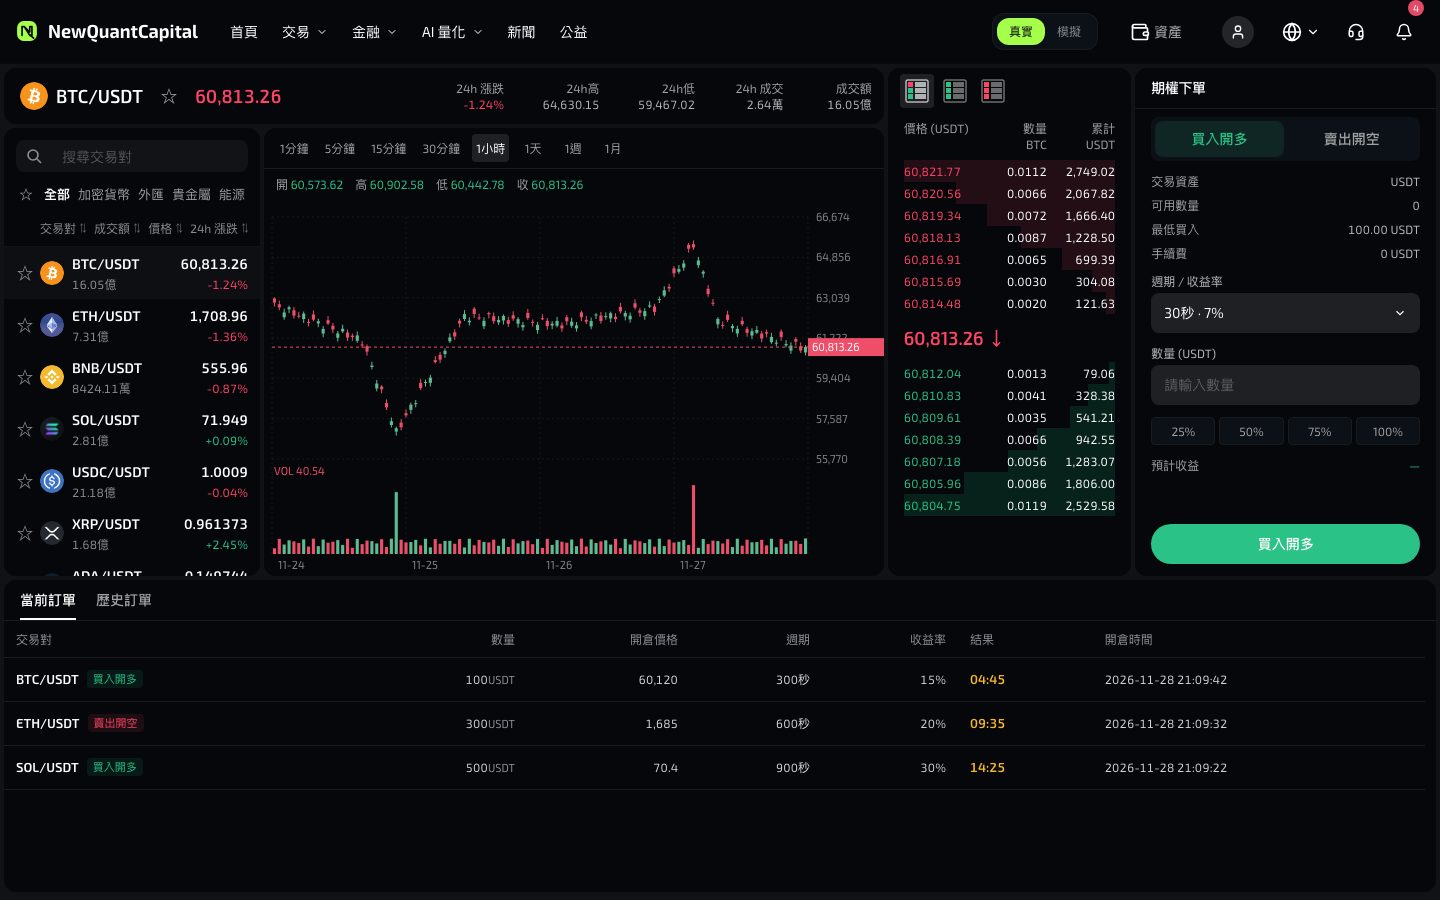 NewQuantCapital 首頁 交易 金融 AI 量化 新聞 公益 真實 模擬 資產 4
BTC/USDT 60,813.26
24h 漲跌 24h高 24h低 24h 成交 成交額
-1.24% 64,630.15 59,467.02 2.64萬 16.05億
搜尋交易對
全部 加密貨幣 外匯 貴金屬 能源
交易對 成交額 價格 24h 漲跌
BTC/USDT 60,813.26
16.05億 -1.24%
ETH/USDT 1,708.96
7.31億 -1.36%
BNB/USDT 555.96
8424.11萬 -0.87%
SOL/USDT 71.949
2.81億 +0.09%
USDC/USDT 1.0009
21.18億 -0.04%
XRP/USDT 0.961373
1.68億 +2.45%
1分鐘 5分鐘 15分鐘 30分鐘 1小時 1天 1週 1月
開 60,573.62 高 60,902.58 低 60,442.78 收 60,813.26
66,674
64,856
63,039
60,813.26
59,404
57,587
55,770
VOL 40.54
11-24 11-25 11-26 11-27
價格 (USDT) 數量 累計
BTC USDT
60,821.77 0.0112 2,749.02
60,820.56 0.0066 2,067.82
60,819.34 0.0072 1,666.40
60,818.13 0.0087 1,228.50
60,816.91 0.0065 699.39
60,815.69 0.0030 304.08
60,814.48 0.0020 121.63
60,813.26 ↓
60,812.04 0.0013 79.06
60,810.83 0.0041 328.38
60,809.61 0.0035 541.21
60,808.39 0.0066 942.55
60,807.18 0.0056 1,283.07
60,805.96 0.0086 1,806.00
60,804.75 0.0119 2,529.58
期權下單
買入開多 賣出開空
交易資產 USDT
可用數量 0
最低買入 100.00 USDT
手續費 0 USDT
週期 / 收益率
30秒 · 7%
數量 (USDT)
請輸入數量
25% 50% 75% 100%
預計收益 —
買入開多
當前訂單 歷史訂單
交易對 數量 開倉價格 週期 收益率 結果 開倉時間
BTC/USDT 買入開多 100USDT 60,120 300秒 15% 04:45 2026-11-28 21:09:42
ETH/USDT 賣出開空 300USDT 1,685 600秒 20% 09:35 2026-11-28 21:09:32
SOL/USDT 買入開多 500USDT 70.4 900秒 30% 14:25 2026-11-28 21:09:22